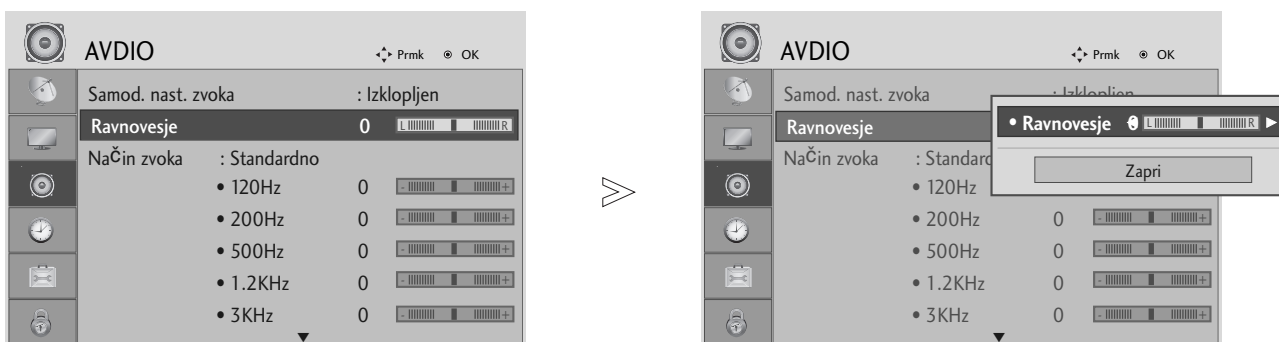 AVDIO
Prmk ◉ OK
Samod. nast. zvoka : Izklopljen
Ravnovesje 0 L R
NaČin zvoka : Standardno
• 120Hz 0 - +
• 200Hz 0 - +
• 500Hz 0 - +
• 1.2KHz 0 - +
• 3KHz 0 - +
AVDIO
Prmk ◉ OK
Samod. nast. zvoka : Izklopljen
Ravnovesje
• Ravnovesje 0 L R
Zapri
NaČin zvoka : Standard
• 120Hz
• 200Hz 0 - +
• 500Hz 0 - +
• 1.2KHz 0 - +
• 3KHz 0 - +